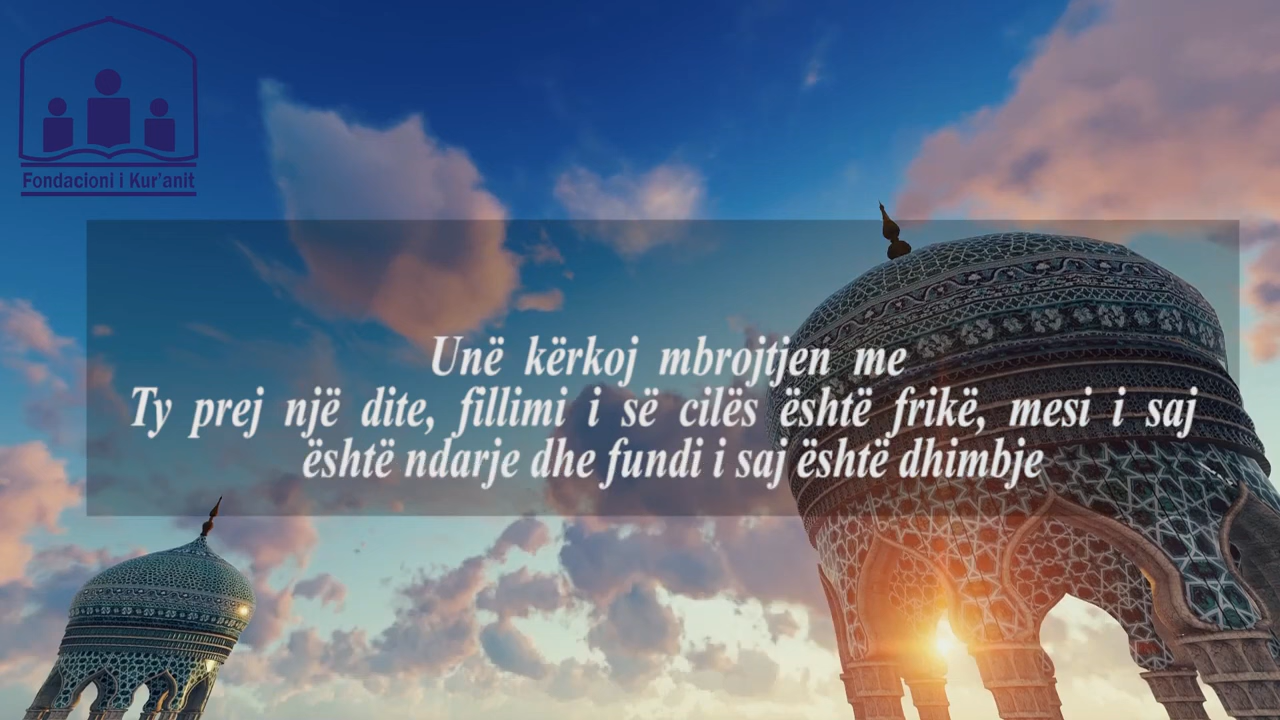 Fondacioni i Kur'anit
Unë kërkoj mbrojtjen me
Ty prej një dite, fillimi i së cilës është frikë, mesi i saj
është ndarje dhe fundi i saj është dhimbje